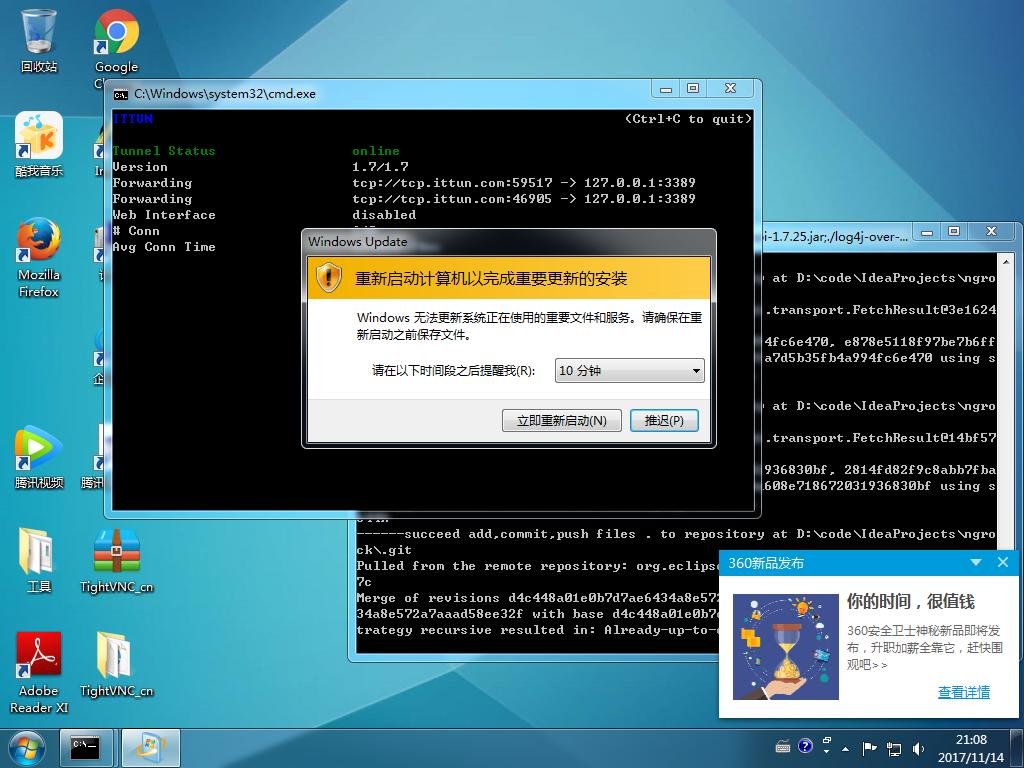 回收站
Google
酷我音乐
Mozilla
Firefox
腾讯视频
腾讯
工具
TightVNC_cn
Adobe
Reader XI
TightVNC_cn
C:\Windows\system32\cmd.exe
ITTUN (Ctrl+C to quit)
Tunnel Status online
Version 1.7/1.7
Forwarding tcp://tcp.ittun.com:59517 -> 127.0.0.1:3389
Forwarding tcp://tcp.ittun.com:46905 -> 127.0.0.1:3389
Web Interface disabled
# Conn
Avg Conn Time
Windows Update
重新启动计算机以完成重要更新的安装
Windows 无法更新系统正在使用的重要文件和服务。请确保在重
新启动之前保存文件。
请在以下时间段之后提醒我(R):
10 分钟
立即重新启动(N)
推迟(P)
i-1.7.25.jar;./log4j-over-...
at D:\code\IdeaProjects\ngro
.transport.FetchResult@3e1624
4fc6e470, e878e5118f97be7b6ff
a7d5b35fb4a994fc6e470 using s
at D:\code\IdeaProjects\ngro
.transport.FetchResult@14bf57
936830bf, 2814fd82f9c8abb7fba
608e718672031936830bf using s
------succeed add,commit,push files . to repository at D:\code\IdeaProjects\ngro
ck\.git
Pulled from the remote repository: org.eclips
7c
Merge of revisions d4c448a01e0b7d7ae6434a8e572
34a8e572a7aaad58ee32f with base d4c448a01e0b7
trategy recursive resulted in: Already-up-to-
360新品发布
你的时间，很值钱
360安全卫士神秘新品即将发
布，升职加薪全靠它，赶快围
观吧>>
查看详情
21:08
2017/11/14